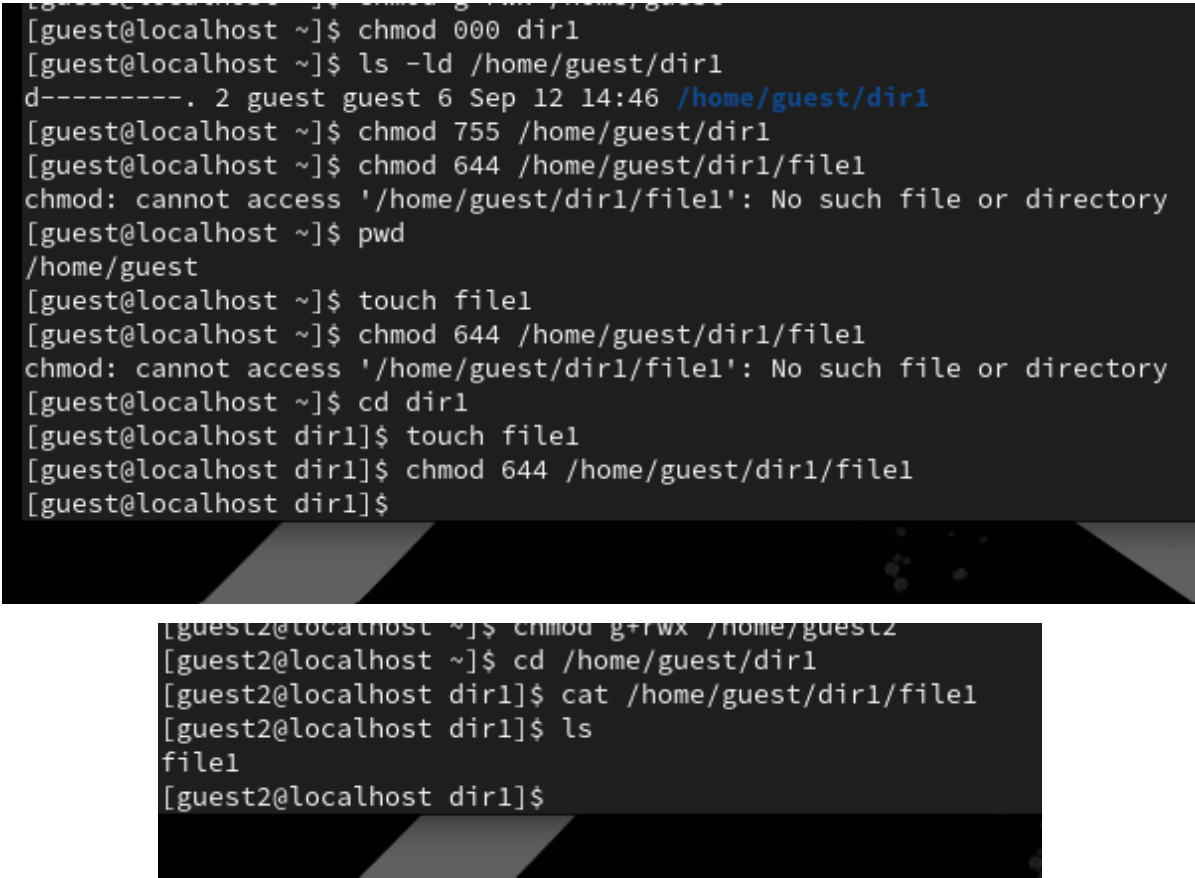 [guest@localhost ~]$ chmod 000 dir1
[guest@localhost ~]$ ls -ld /home/guest/dir1
d---------. 2 guest guest 6 Sep 12 14:46 /home/guest/dir1
[guest@localhost ~]$ chmod 755 /home/guest/dir1
[guest@localhost ~]$ chmod 644 /home/guest/dir1/file1
chmod: cannot access '/home/guest/dir1/file1': No such file or directory
[guest@localhost ~]$ pwd
/home/guest
[guest@localhost ~]$ touch file1
[guest@localhost ~]$ chmod 644 /home/guest/dir1/file1
chmod: cannot access '/home/guest/dir1/file1': No such file or directory
[guest@localhost ~]$ cd dir1
[guest@localhost dir1]$ touch file1
[guest@localhost dir1]$ chmod 644 /home/guest/dir1/file1
[guest@localhost dir1]$
[guest2@localhost ~]$ chmod g+rwx /home/guest2
[guest2@localhost ~]$ cd /home/guest/dir1
[guest2@localhost dir1]$ cat /home/guest/dir1/file1
[guest2@localhost dir1]$ ls
file1
[guest2@localhost dir1]$